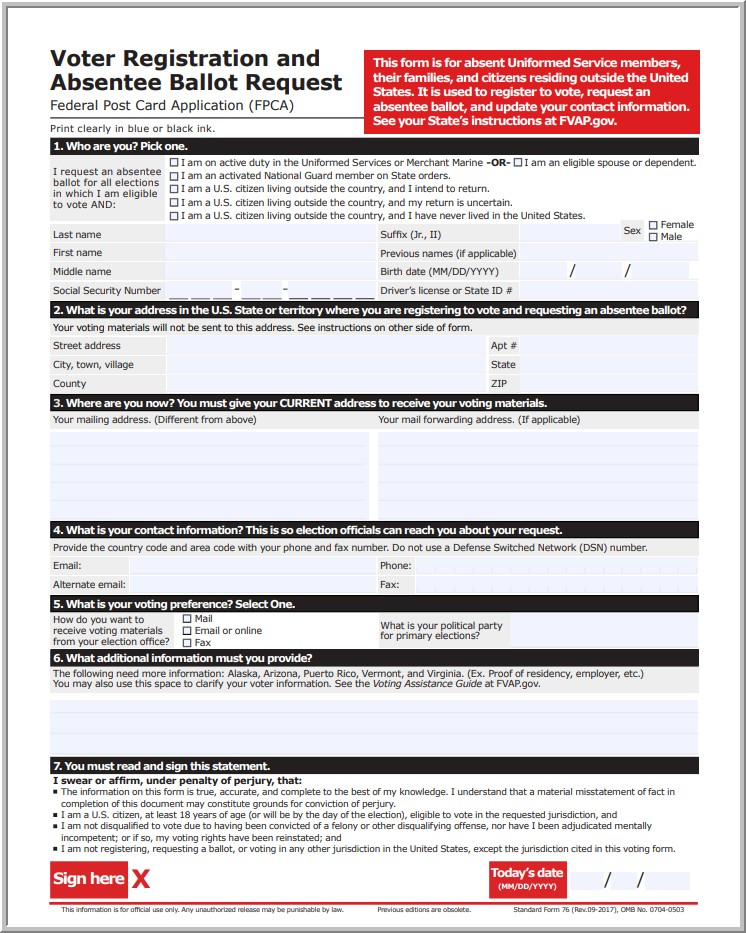 Voter Registration and
Absentee Ballot Request
Federal Post Card Application (FPCA)
Print clearly in blue or black ink.
This form is for absent Uniformed Service members,
their families, and citizens residing outside the United
States. It is used to register to vote, request an
absentee ballot, and update your contact information.
See your State's instructions at FVAP.gov.
1. Who are you? Pick one.
I request an absentee
ballot for all elections
in which I am eligible
to vote AND:
I am on active duty in the Uniformed Services or Merchant Marine -OR- I am an eligible spouse or dependent.
I am an activated National Guard member on State orders.
I am a U.S. citizen living outside the country, and I intend to return.
I am a U.S. citizen living outside the country, and my return is uncertain.
I am a U.S. citizen living outside the country, and I have never lived in the United States.
Last name
Suffix (Jr., II)
Sex
Female
Male
First name
Previous names (if applicable)
Middle name
Birth date (MM/DD/YYYY) / /
Social Security Number - -
Driver's license or State ID #
2. What is your address in the U.S. State or territory where you are registering to vote and requesting an absentee ballot?
Your voting materials will not be sent to this address. See instructions on other side of form.
Street address
Apt #
City, town, village
State
County
ZIP
3. Where are you now? You must give your CURRENT address to receive your voting materials.
Your mailing address. (Different from above)
Your mail forwarding address. (If applicable)
4. What is your contact information? This is so election officials can reach you about your request.
Provide the country code and area code with your phone and fax number. Do not use a Defense Switched Network (DSN) number.
Email:
Phone:
Alternate email:
Fax:
5. What is your voting preference? Select One.
How do you want to
receive voting materials
from your election office?
Mail
Email or online
Fax
What is your political party
for primary elections?
6. What additional information must you provide?
The following need more information: Alaska, Arizona, Puerto Rico, Vermont, and Virginia. (Ex. Proof of residency, employer, etc.)
You may also use this space to clarify your voter information. See the Voting Assistance Guide at FVAP.gov.
7. You must read and sign this statement.
I swear or affirm, under penalty of perjury, that:
▪ The information on this form is true, accurate, and complete to the best of my knowledge. I understand that a material misstatement of fact in
completion of this document may constitute grounds for conviction of perjury.
▪ I am a U.S. citizen, at least 18 years of age (or will be by the day of the election), eligible to vote in the requested jurisdiction, and
▪ I am not disqualified to vote due to having been convicted of a felony or other disqualifying offense, nor have I been adjudicated mentally
incompetent; or if so, my voting rights have been reinstated; and
▪ I am not registering, requesting a ballot, or voting in any other jurisdiction in the United States, except the jurisdiction cited in this voting form.
Sign here X
Today's date
(MM/DD/YYYY)
/ /
This information is for official use only. Any unauthorized release may be punishable by law.
Previous editions are obsolete.
Standard Form 76 (Rev.09-2017), OMB No. 0704-0503